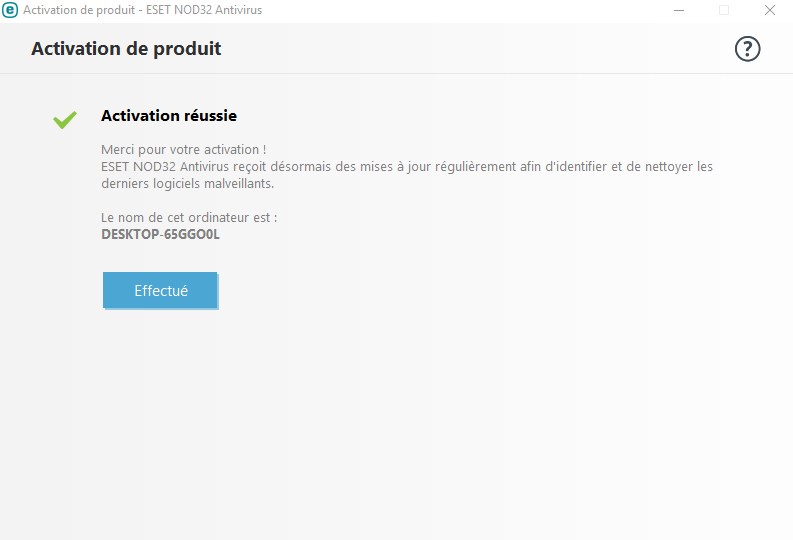 Activation de produit - ESET NOD32 Antivirus
Activation de produit
?
Activation réussie
Merci pour votre activation !
ESET NOD32 Antivirus reçoit désormais des mises à jour régulièrement afin d'identifier et de nettoyer les
derniers logiciels malveillants.
Le nom de cet ordinateur est :
DESKTOP-65GGO0L
Effectué